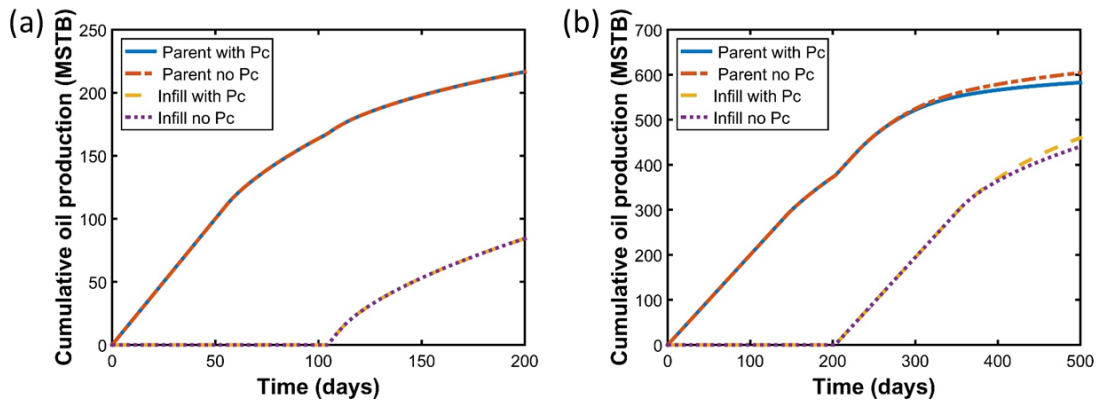 (a)
Cumulative oil production (MSTB)
250
200
150
100
50
0
Parent with Pc
Parent no Pc
Infill with Pc
Infill no Pc
0 50 100 150 200
Time (days)
(b)
Cumulative oil production (MSTB)
700
600
500
400
300
200
100
0
Parent with Pc
Parent no Pc
Infill with Pc
Infill no Pc
0 100 200 300 400 500
Time (days)